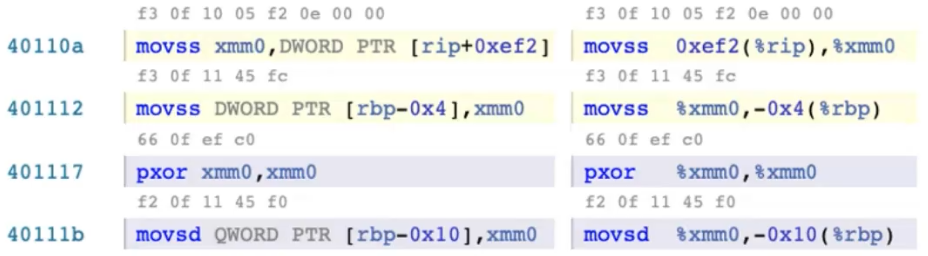 f3 0f 10 05 f2 0e 00 00 f3 0f 10 05 f2 0e 00 00
40110a movss xmm0,DWORD PTR [rip+0xef2] movss 0xef2(%rip),%xmm0
f3 0f 11 45 fc f3 0f 11 45 fc
401112 movss DWORD PTR [rbp-0x4],xmm0 movss %xmm0,-0x4(%rbp)
66 0f ef c0 66 0f ef c0
401117 pxor xmm0,xmm0 pxor %xmm0,%xmm0
f2 0f 11 45 f0 f2 0f 11 45 f0
40111b movsd QWORD PTR [rbp-0x10],xmm0 movsd %xmm0,-0x10(%rbp)